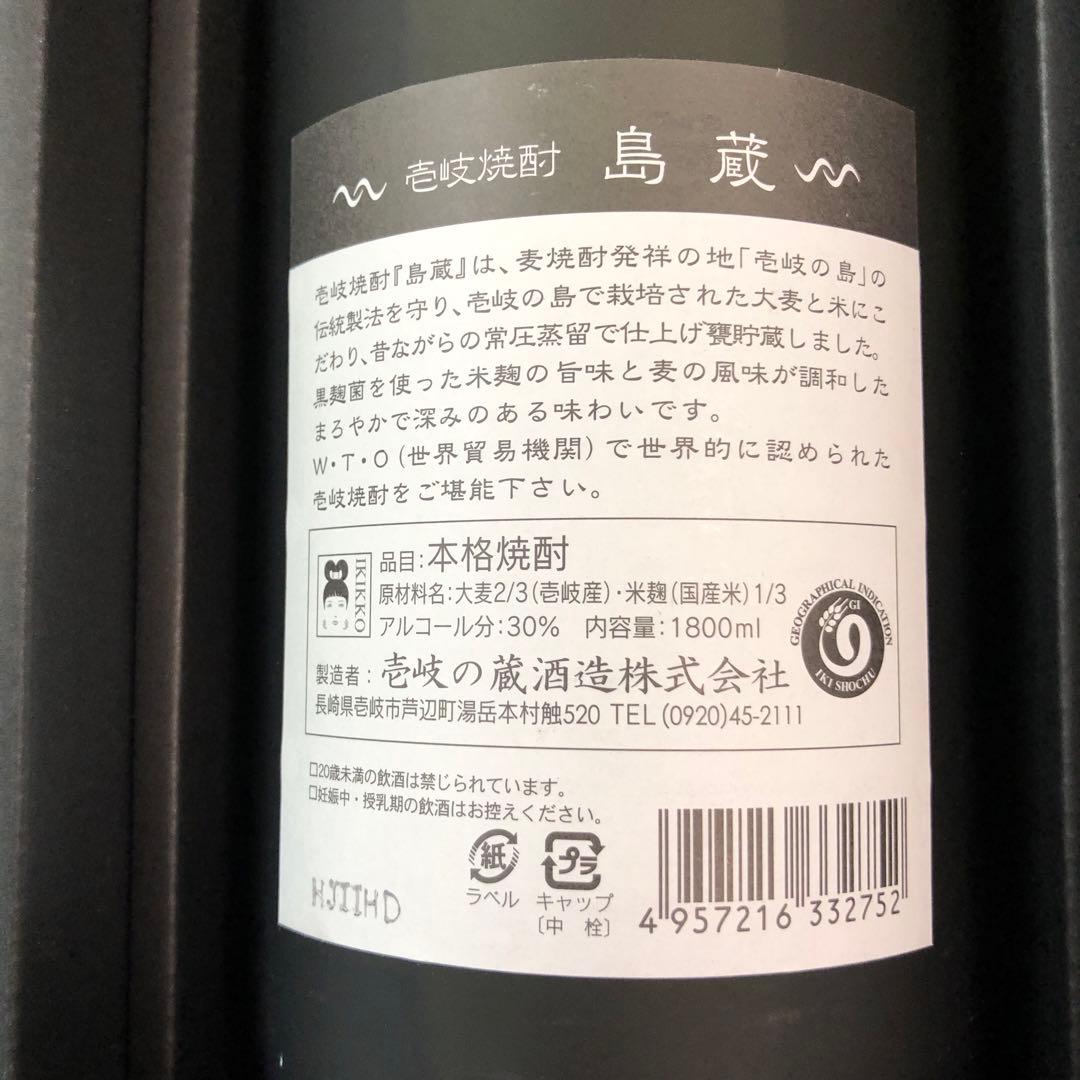 壱岐焼酎 島蔵
壱岐焼酎『島蔵』は、麦焼酎発祥の地「壱岐の島」の
伝統製法を守り、壱岐の島で栽培された大麦と米にこ
だわり、昔ながらの常圧蒸留で仕上げ甕貯蔵しました。
黒麹菌を使った米麹の旨味と麦の風味が調和した
まろやかで深みのある味わいです。
W・T・O(世界貿易機関)で世界的に認められた
壱岐焼酎をご堪能下さい。
IKIKKO
品目:本格焼酎
原材料名:大麦2/3(壱岐産)・米麹(国産米)1/3
アルコール分:30% 内容量:1800ml
製造者:壱岐の蔵酒造株式会社
長崎県壱岐市芦辺町湯岳本村触520 TEL(0920)45-2111
GEOGRAPHICAL INDICATION
GI
IKI SHOCHU
□20歳未満の飲酒は禁じられています。
□妊娠中・授乳期の飲酒はお控えください。
紙
ラベル
プラ
キャップ
〔中 栓〕
4 957216 332752